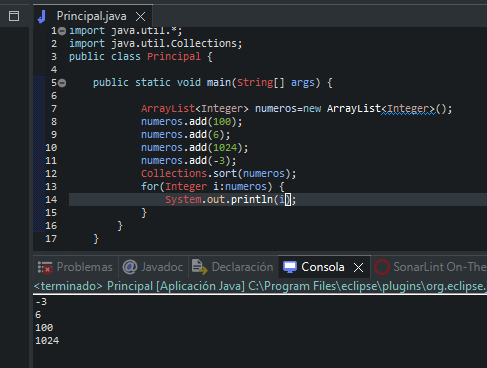 Principal.java
1 import java.util.*;
2 import java.util.Collections;
3 public class Principal {
4
5 public static void main(String[] args) {
6
7 ArrayList<Integer> numeros=new ArrayList<Integer>();
8 numeros.add(100);
9 numeros.add(6);
10 numeros.add(1024);
11 numeros.add(-3);
12 Collections.sort(numeros);
13 for(Integer i:numeros) {
14 System.out.println(i);
15 }
16 }
17 }
Problemas @ Javadoc Declaración Consola SonarLint On-The
<terminado> Principal [Aplicación Java] C:\Program Files\eclipse\plugins\org.eclipse.
-3
6
100
1024